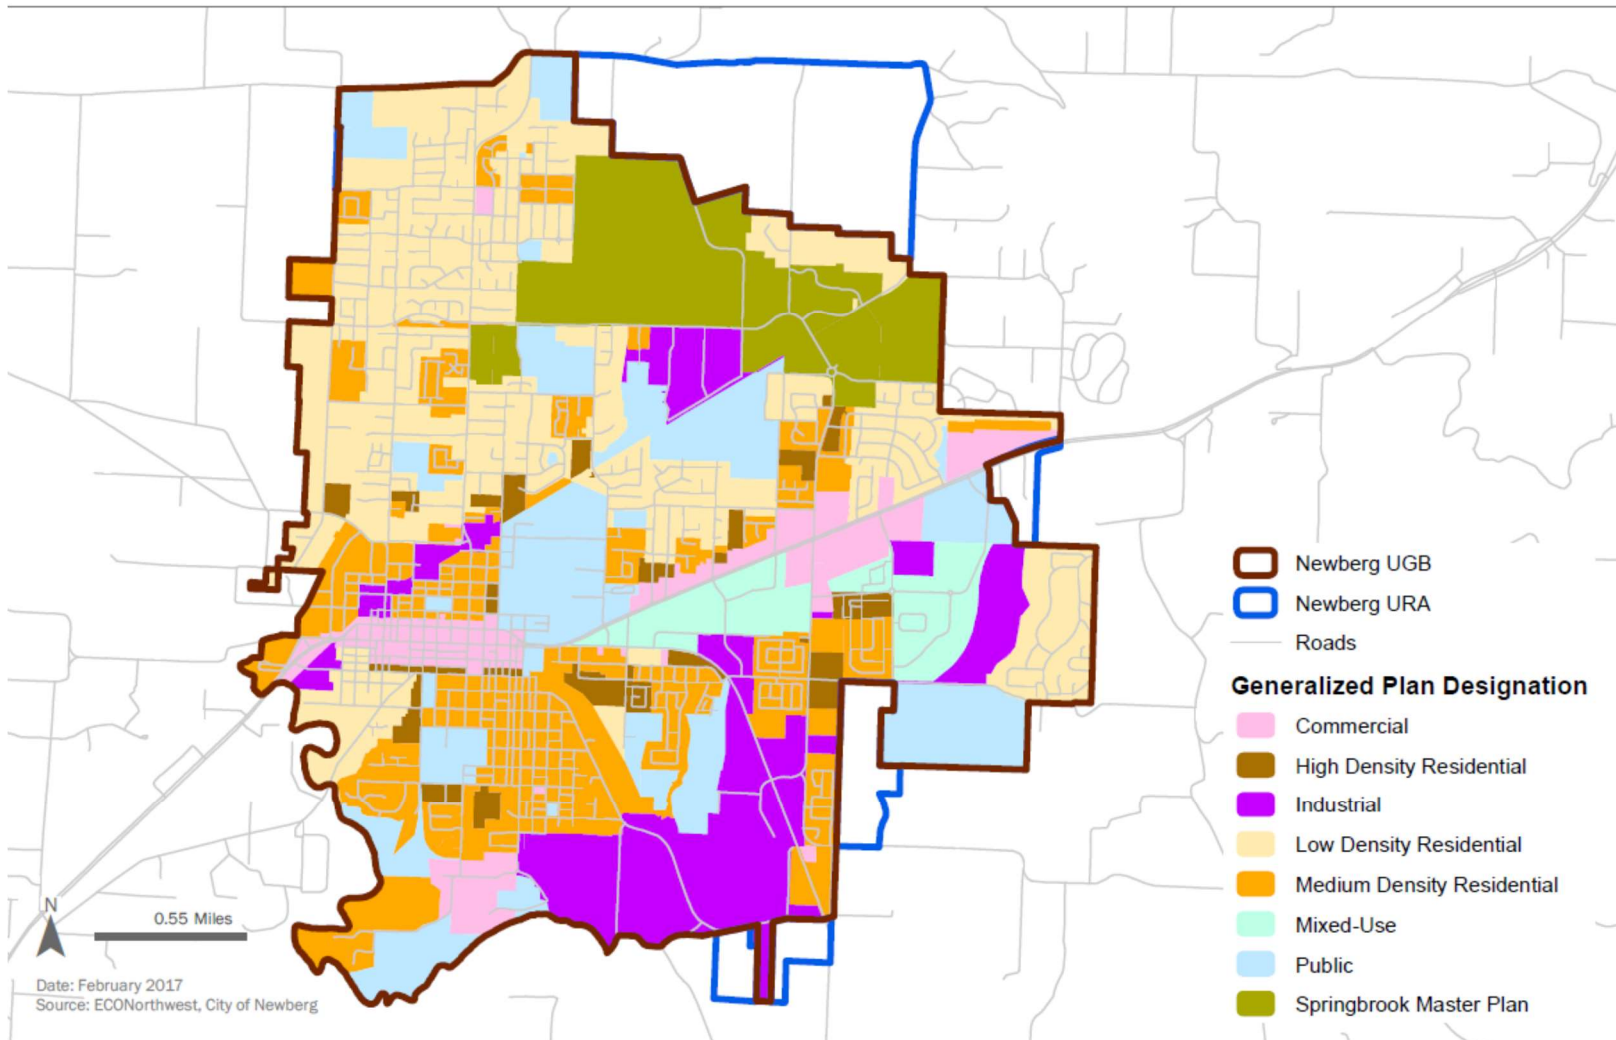 Newberg UGB
Newberg URA
Roads
Generalized Plan Designation
Commercial
High Density Residential
Industrial
Low Density Residential
Medium Density Residential
Mixed-Use
Public
Springbrook Master Plan
N
0.55 Miles
Date: February 2017
Source: ECONorthwest, City of Newberg